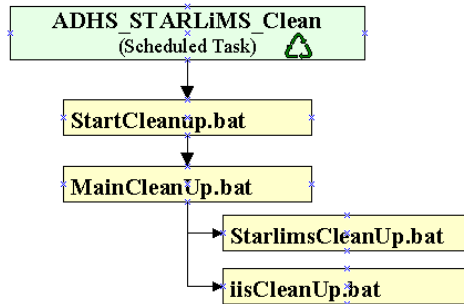 ADHS_STARLiMS_Clean
(Scheduled Task)
StartCleanup.bat
MainCleanUp.bat
StarlimsCleanUp.bat
iisCleanUp.bat